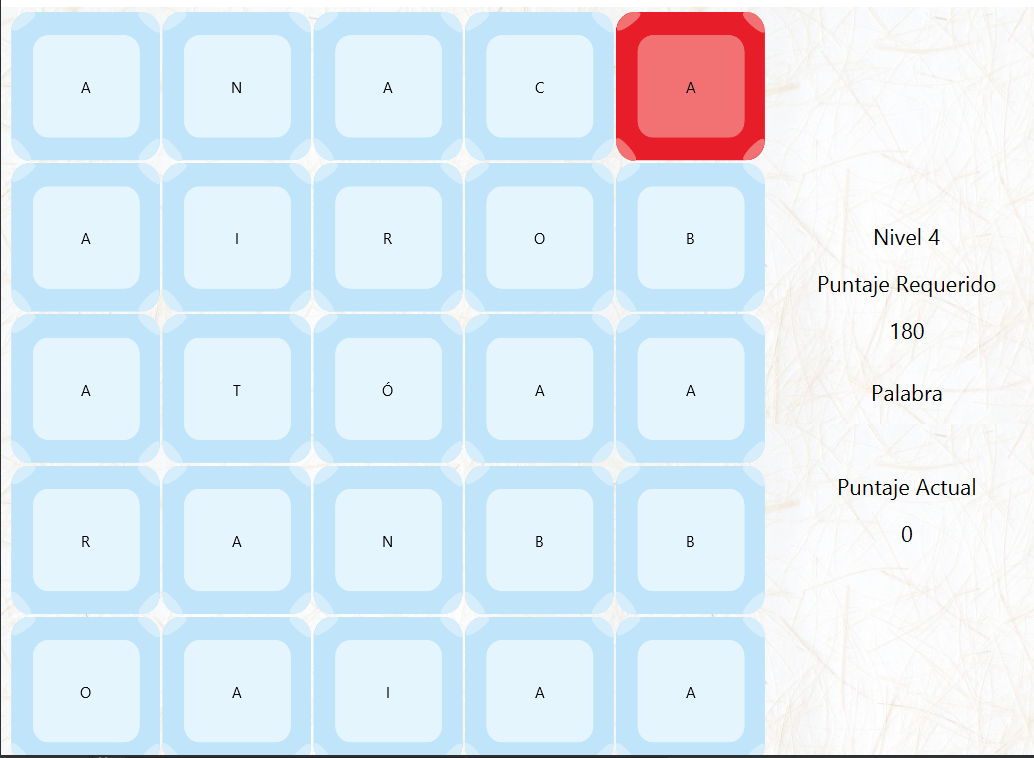 A N A C A
A I R O B
A T Ó A A
R A N B B
O A I A A
Nivel 4
Puntaje Requerido
180
Palabra
Puntaje Actual
0